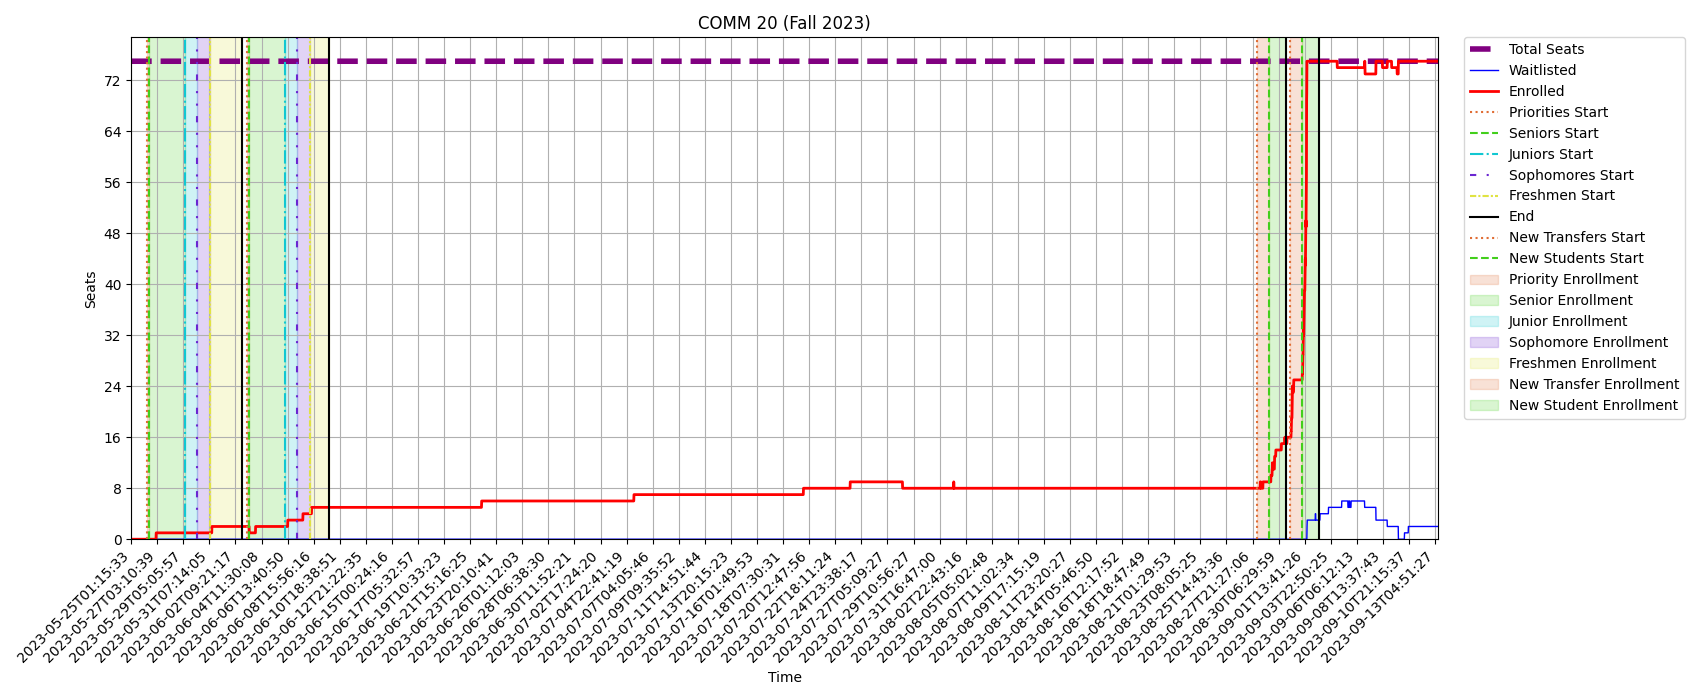 COMM 20 (Fall 2023)
Seats
72
64
56
48
40
32
24
16
8
0
2023-05-25T01:15:33
2023-05-27T03:10:39
2023-05-29T05:05:57
2023-05-31T07:14:05
2023-06-02T09:21:17
2023-06-04T11:30:08
2023-06-06T13:40:50
2023-06-08T15:56:16
2023-06-10T18:38:51
2023-06-12T21:22:35
2023-06-15T00:24:16
2023-06-17T05:32:57
2023-06-19T10:33:23
2023-06-21T15:16:25
2023-06-23T20:10:41
2023-06-26T01:12:03
2023-06-28T06:38:30
2023-06-30T11:52:21
2023-07-02T17:24:20
2023-07-04T22:41:19
2023-07-07T04:05:46
2023-07-09T09:35:52
2023-07-11T14:51:44
2023-07-13T20:15:23
2023-07-16T01:49:53
2023-07-18T07:30:31
2023-07-20T12:47:56
2023-07-22T18:11:24
2023-07-24T23:38:17
2023-07-27T05:09:27
2023-07-29T10:56:27
2023-07-31T16:47:00
2023-08-02T22:43:16
2023-08-05T05:02:48
2023-08-07T11:02:34
2023-08-09T17:15:19
2023-08-11T23:20:27
2023-08-14T05:46:50
2023-08-16T12:17:52
2023-08-18T18:47:49
2023-08-21T01:29:53
2023-08-23T08:05:25
2023-08-25T14:43:36
2023-08-27T21:27:06
2023-08-30T06:29:59
2023-09-01T13:41:26
2023-09-03T22:50:25
2023-09-06T06:12:13
2023-09-08T13:37:43
2023-09-10T21:15:37
2023-09-13T04:51:27
Time
Total Seats
Waitlisted
Enrolled
Priorities Start
Seniors Start
Juniors Start
Sophomores Start
Freshmen Start
End
New Transfers Start
New Students Start
Priority Enrollment
Senior Enrollment
Junior Enrollment
Sophomore Enrollment
Freshmen Enrollment
New Transfer Enrollment
New Student Enrollment